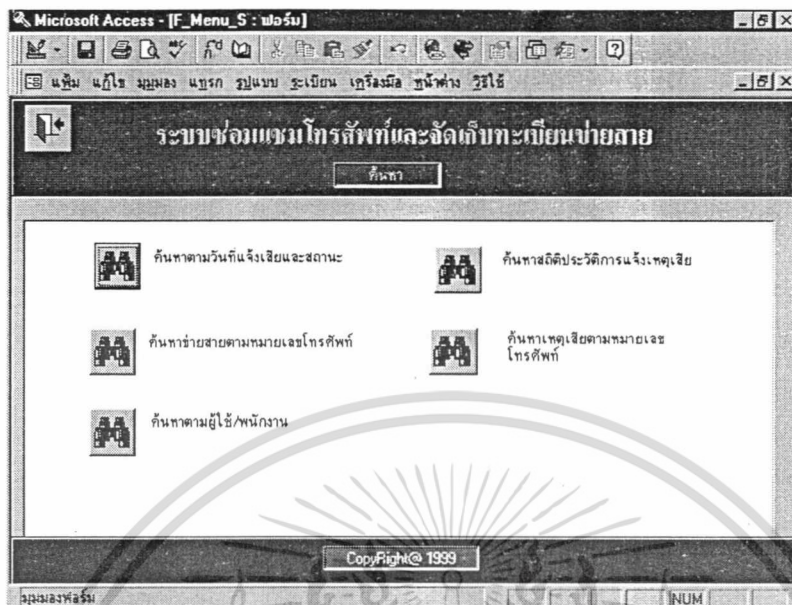 Microsoft Access - [F_Menu_S : ฟอร์ม]
แฟ้ม แก้ไข มุมมอง แทรก รูปแบบ ระเบียน เครื่องมือ หน้าต่าง วิธีใช้
ระบบซ่อมแซมโทรศัพท์และจัดเก็บทะเบียนข่ายสาย
ค้นหา
ค้นหาตามวันที่แจ้งเสียและสถานะ
ค้นหาสถิติประวัติการแจ้งเหตุเสีย
ค้นหาข่ายสายตามหมายเลขโทรศัพท์
ค้นหาเหตุเสียตามหมายเลข
โทรศัพท์
ค้นหาตามผู้ใช้/พนักงาน
CopyRight@ 1999
มุมมองฟอร์ม NUM